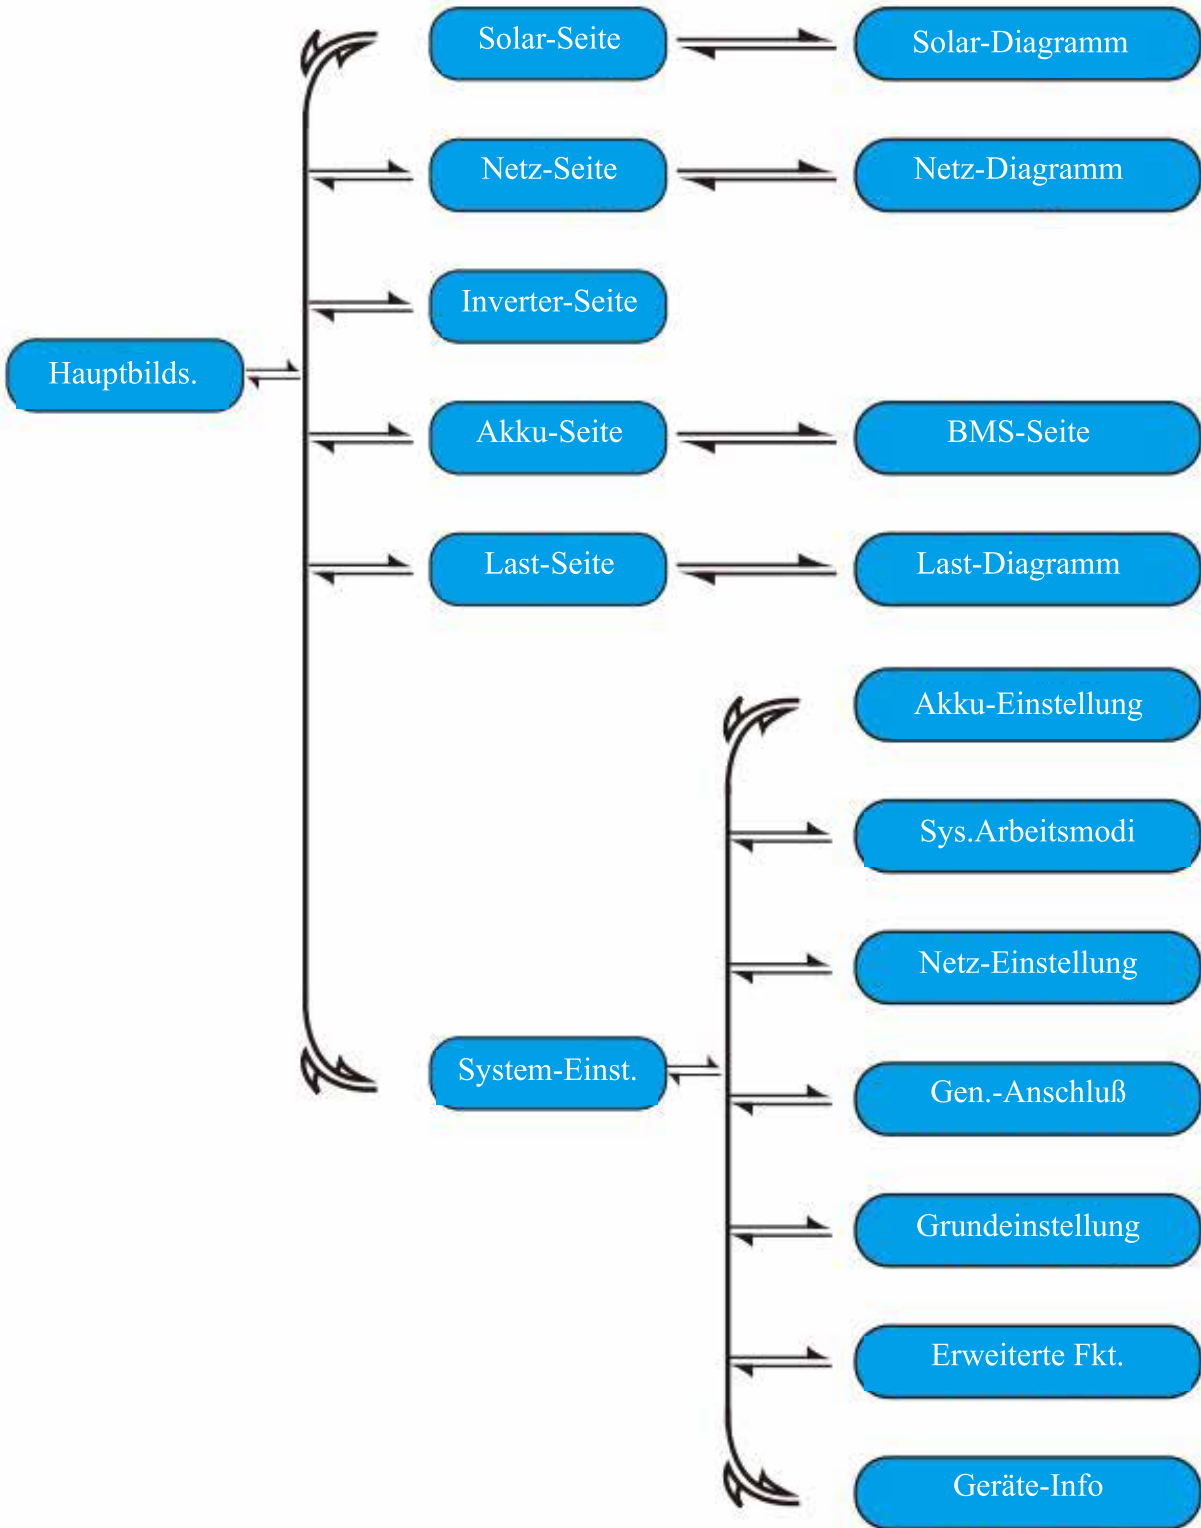 Solar-Seite
Solar-Diagramm
Netz-Seite
Netz-Diagramm
Inverter-Seite
Hauptbilds.
Akku-Seite
BMS-Seite
Last-Seite
Last-Diagramm
Akku-Einstellung
Sys.Arbeitsmodi
Netz-Einstellung
System-Einst.
Gen.-Anschluß
Grundeinstellung
Erweiterte Fkt.
Geräte-Info